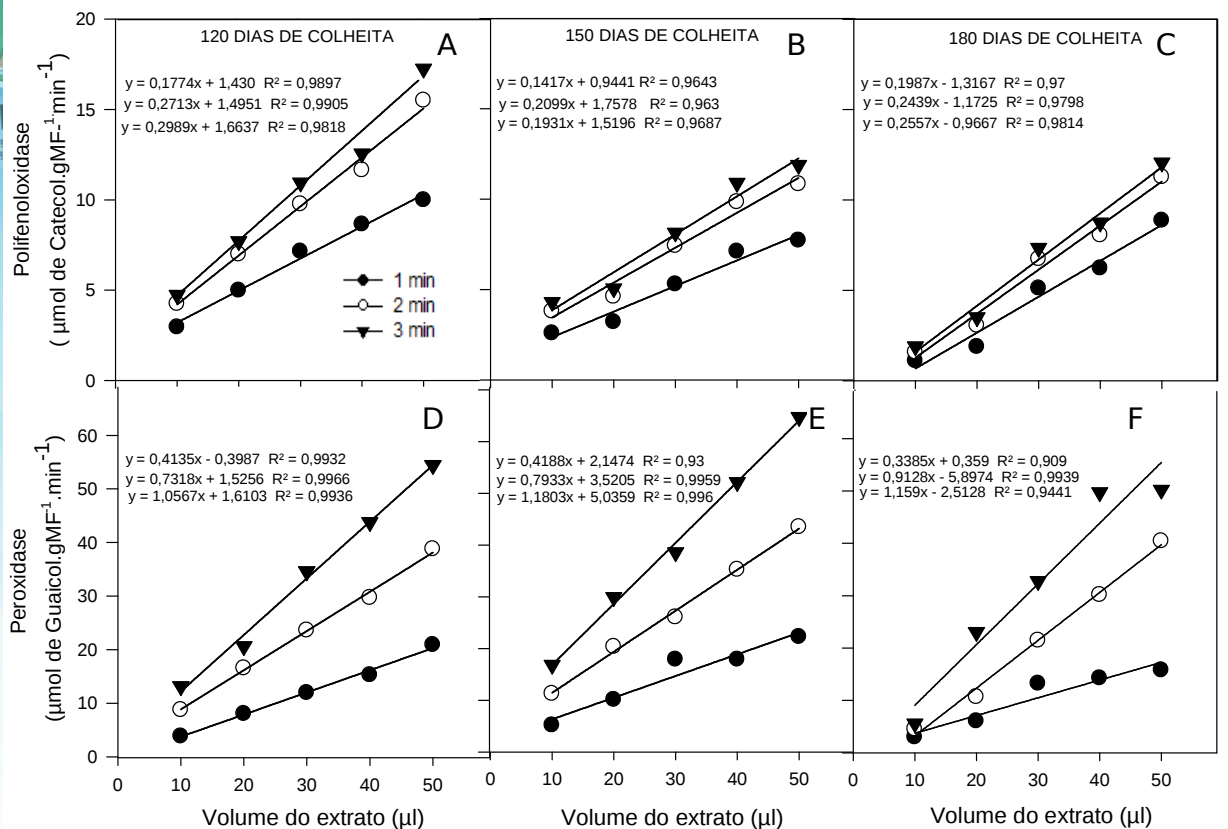 20
15
10
5
0
Polifenoloxidase
( µmol de Catecol.gMF-1.min-1)
120 DIAS DE COLHEITA
A
y = 0,1774x + 1,430 R² = 0,9897
y = 0,2713x + 1,4951 R² = 0,9905
y = 0,2989x + 1,6637 R² = 0,9818
1 min
2 min
3 min
150 DIAS DE COLHEITA
B
y = 0,1417x + 0,9441 R² = 0,9643
y = 0,2099x + 1,7578 R² = 0,963
y = 0,1931x + 1,5196 R² = 0,9687
180 DIAS DE COLHEITA
C
y = 0,1987x - 1,3167 R² = 0,97
y = 0,2439x - 1,1725 R² = 0,9798
y = 0,2557x - 0,9667 R² = 0,9814
60
50
40
30
20
10
0
Peroxidase
(µmol de Guaicol.gMF-1.min-1)
D
y = 0,4135x - 0,3987 R² = 0,9932
y = 0,7318x + 1,5256 R² = 0,9966
y = 1,0567x + 1,6103 R² = 0,9936
E
y = 0,4188x + 2,1474 R² = 0,93
y = 0,7933x + 3,5205 R² = 0,9959
y = 1,1803x + 5,0359 R² = 0,996
F
y = 0,3385x + 0,359 R² = 0,909
y = 0,9128x - 5,8974 R² = 0,9939
y = 1,159x - 2,5128 R² = 0,9441
0 10 20 30 40 50
0 10 20 30 40 50
0 10 20 30 40 50
Volume do extrato (µl)
Volume do extrato (µl)
Volume do extrato (µl)